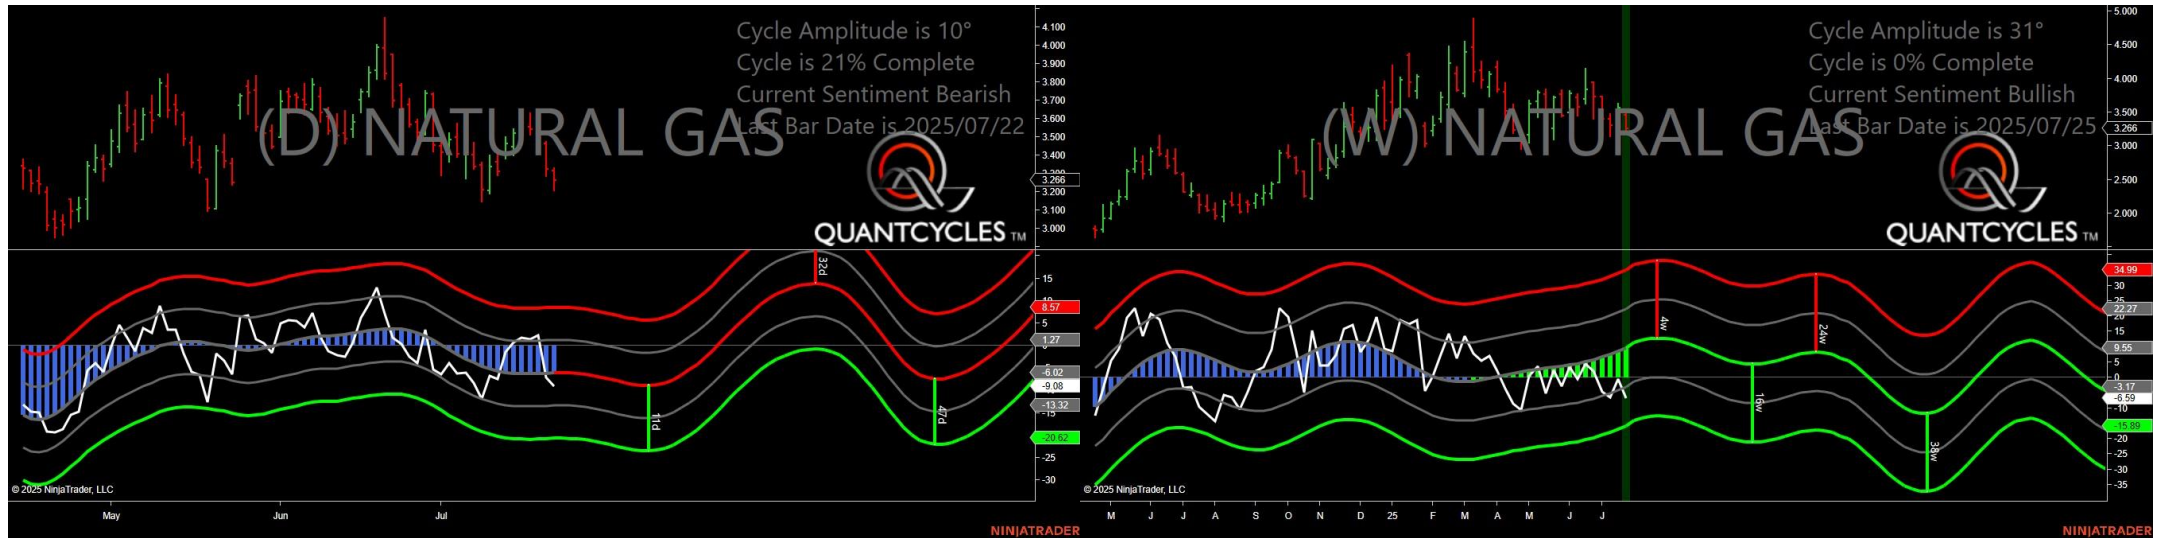 Cycle Amplitude is 10°
Cycle is 21% Complete
Current Sentiment Bearish
Last Bar Date is 2025/07/22
(D) NATURAL GAS
QUANTCYCLES TM
4.100
4.000
3.900
3.800
3.700
3.600
3.500
3.400
3.266
3.200
3.100
3.000
32d
11d
47d
15
8.57
5
1.27
-6.02
-9.08
-13.32
-20.62
-25
-30
© 2025 NinjaTrader, LLC
May
Jun
Jul
NINJATRADER
Cycle Amplitude is 31°
Cycle is 0% Complete
Current Sentiment Bullish
Last Bar Date is 2025/07/25
(W) NATURAL GAS
QUANTCYCLES TM
5.000
4.500
4.000
3.500
3.266
3.000
2.500
2.000
4w
24w
16w
38w
34.99
30
22.27
20
15
9.55
5
0
-3.17
-6.59
-10
-15.89
-20
-25
-30
-35
© 2025 NinjaTrader, LLC
M
J
J
A
S
O
N
D
25
F
M
A
M
J
J
NINJATRADER